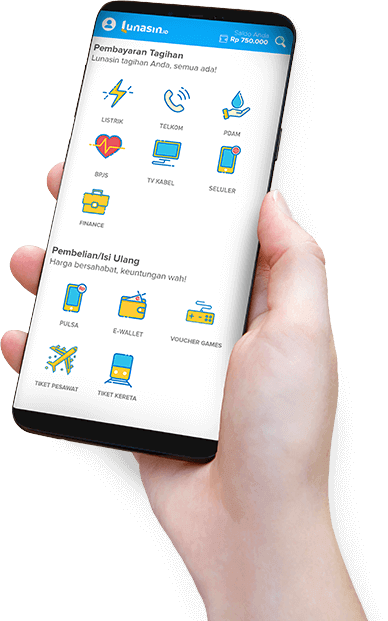 Lunasin.id
Saldo Anda
Rp 750.000
Pembayaran Tagihan
Lunasin tagihan Anda, semua ada!
LISTRIK
TELKOM
PDAM
BPJS
TV KABEL
SELULER
FINANCE
Pembelian/Isi Ulang
Harga bersahabat, keuntungan wah!
PULSA
E-WALLET
VOUCHER GAMES
TIKET PESAWAT
TIKET KERETA